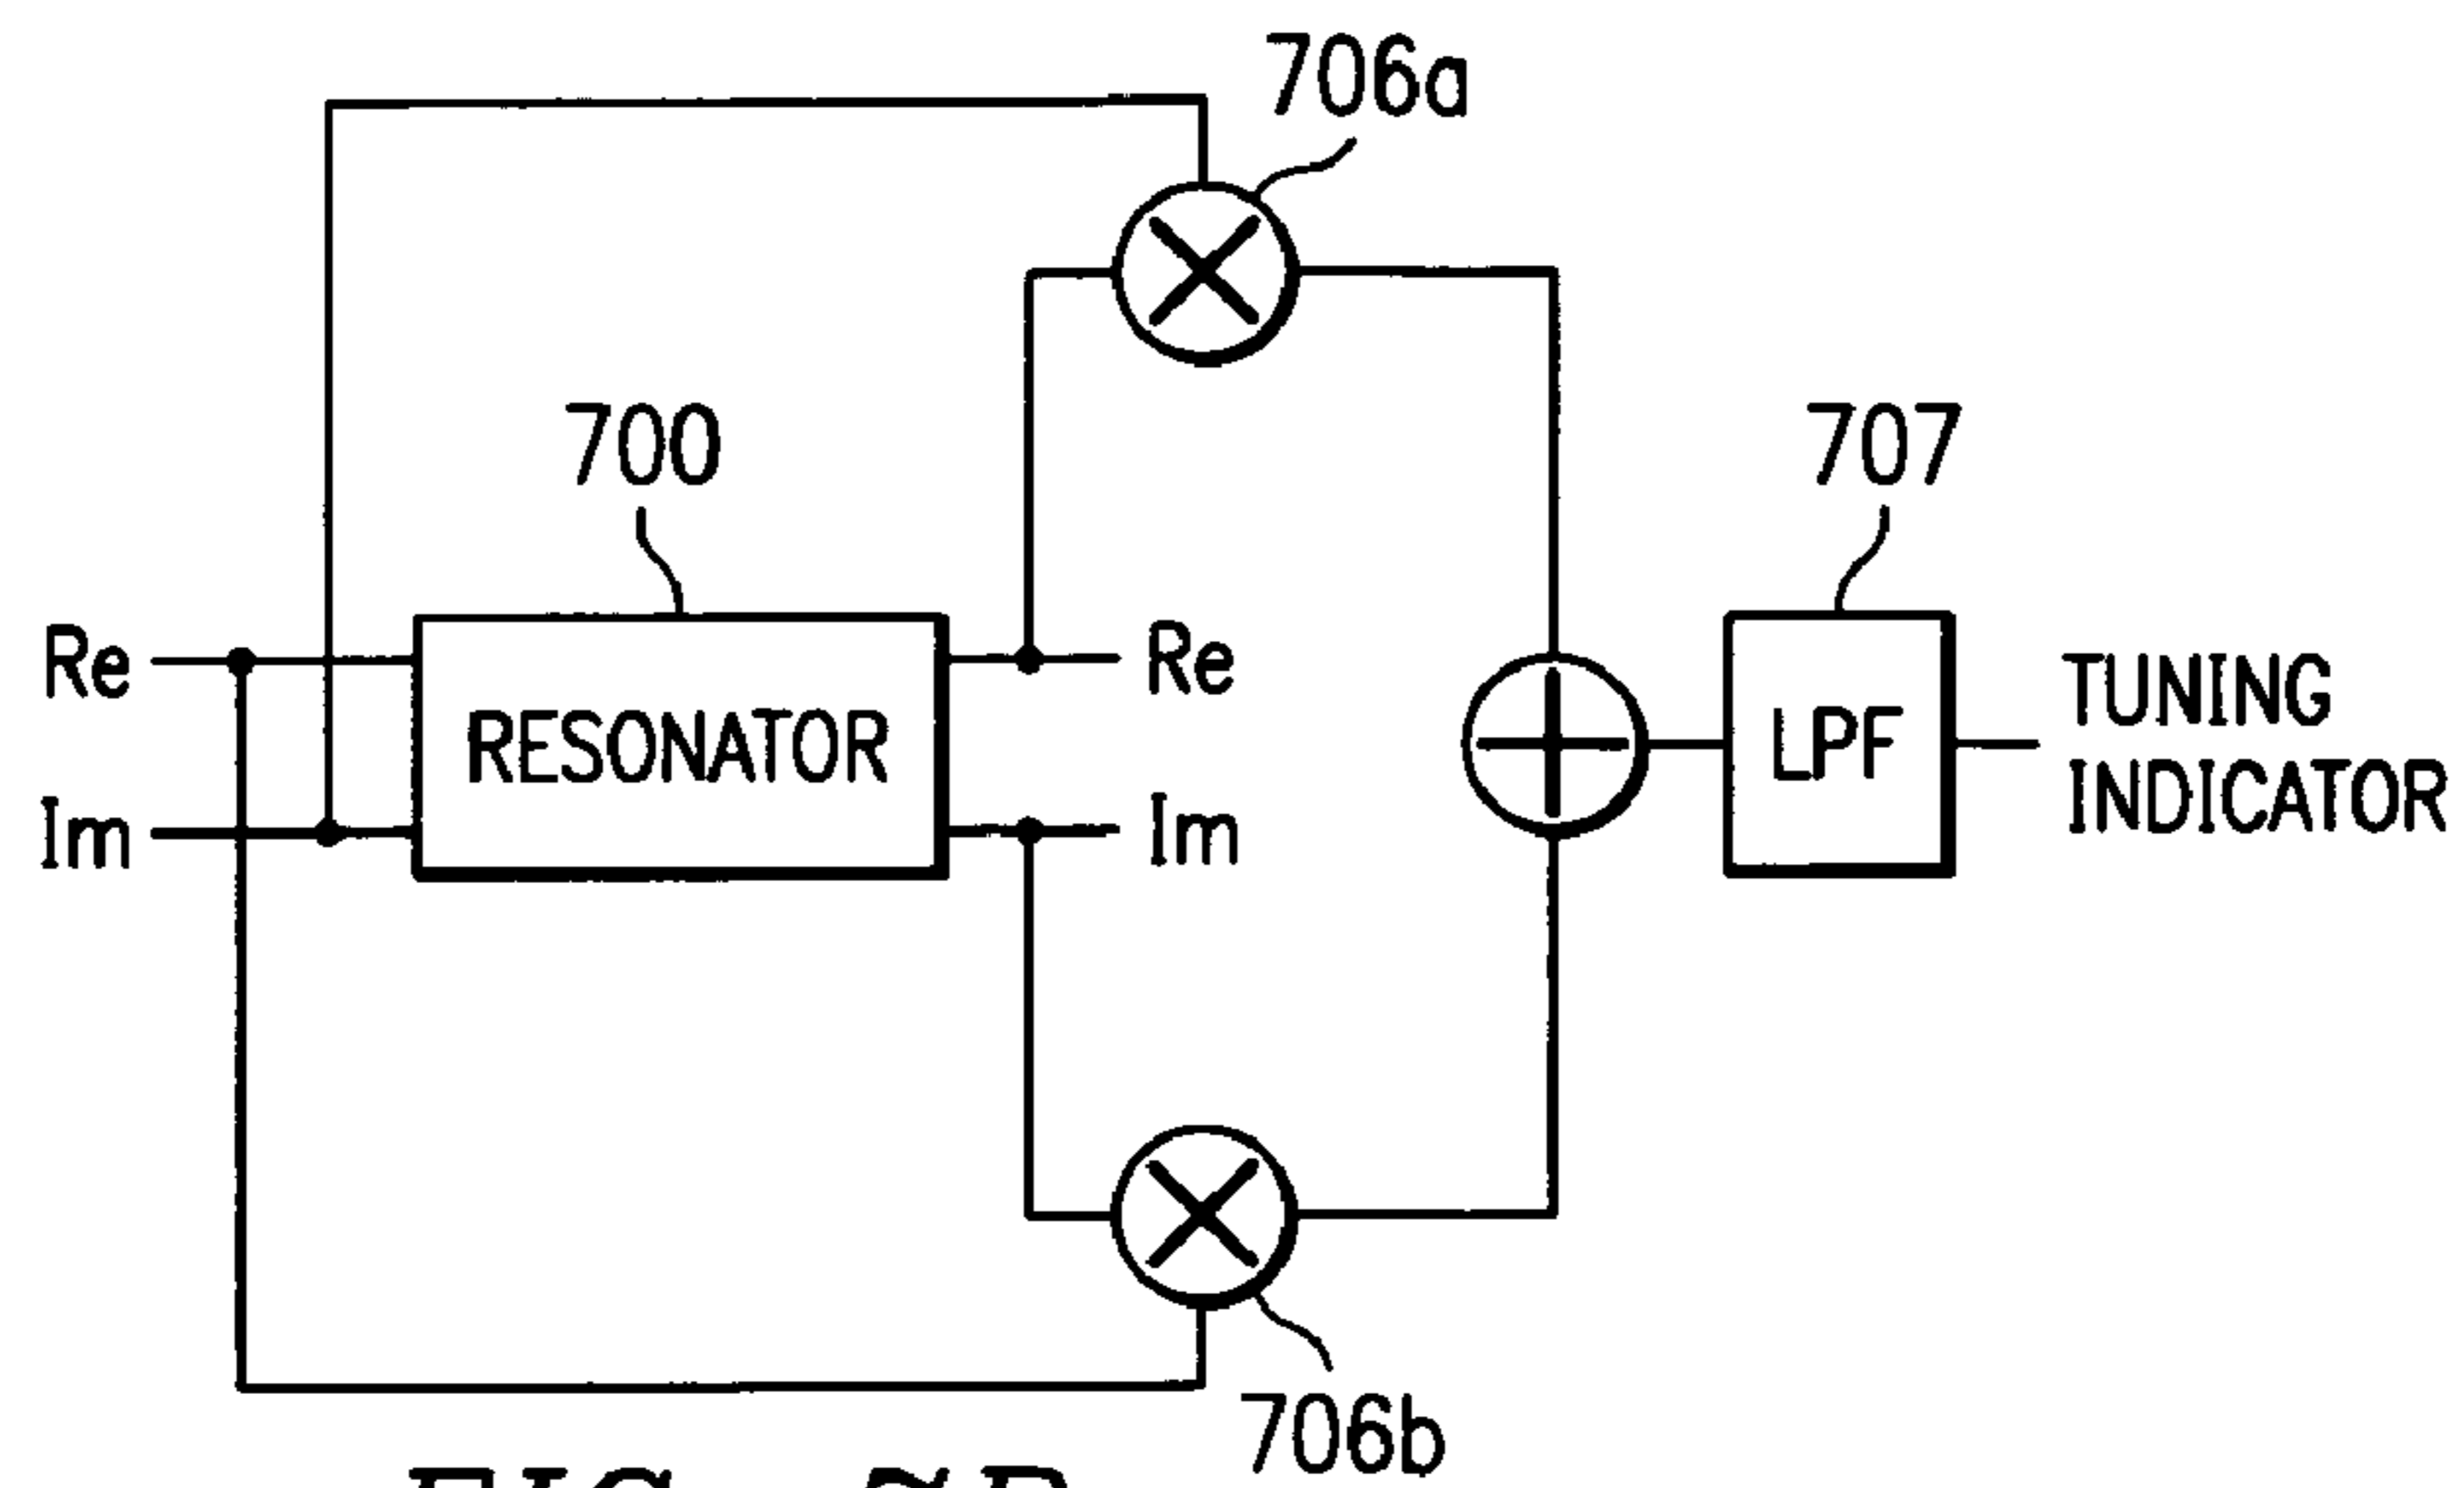 706a
700
707
Re
Re
RESONATOR
LPF
TUNING
INDICATOR
Im
Im
706b